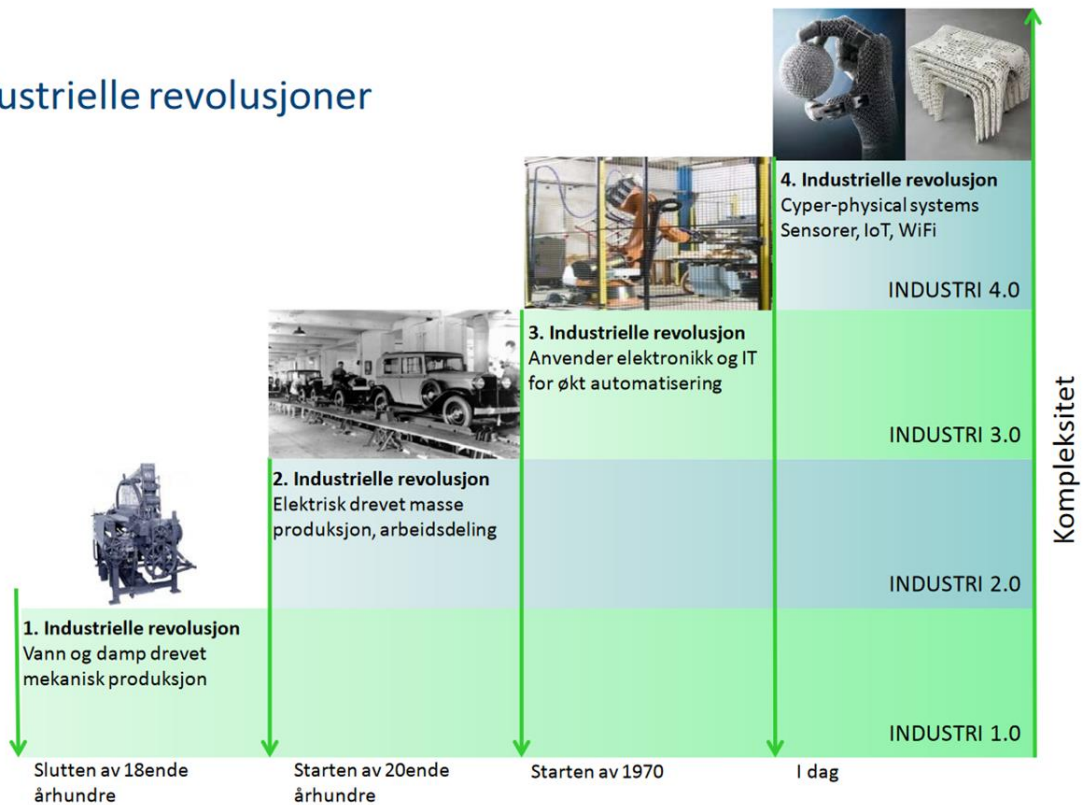 ustrielle revolusjoner
4. Industrielle revolusjon
Cyper-physical systems
Sensorer, IoT, WiFi
INDUSTRI 4.0
3. Industrielle revolusjon
Anvender elektronikk og IT
for økt automatisering
INDUSTRI 3.0
2. Industrielle revolusjon
Elektrisk drevet masse
produksjon, arbeidsdeling
INDUSTRI 2.0
1. Industrielle revolusjon
Vann og damp drevet
mekanisk produksjon
INDUSTRI 1.0
Kompleksitet
Slutten av 18ende
århundre
Starten av 20ende
århundre
Starten av 1970
I dag